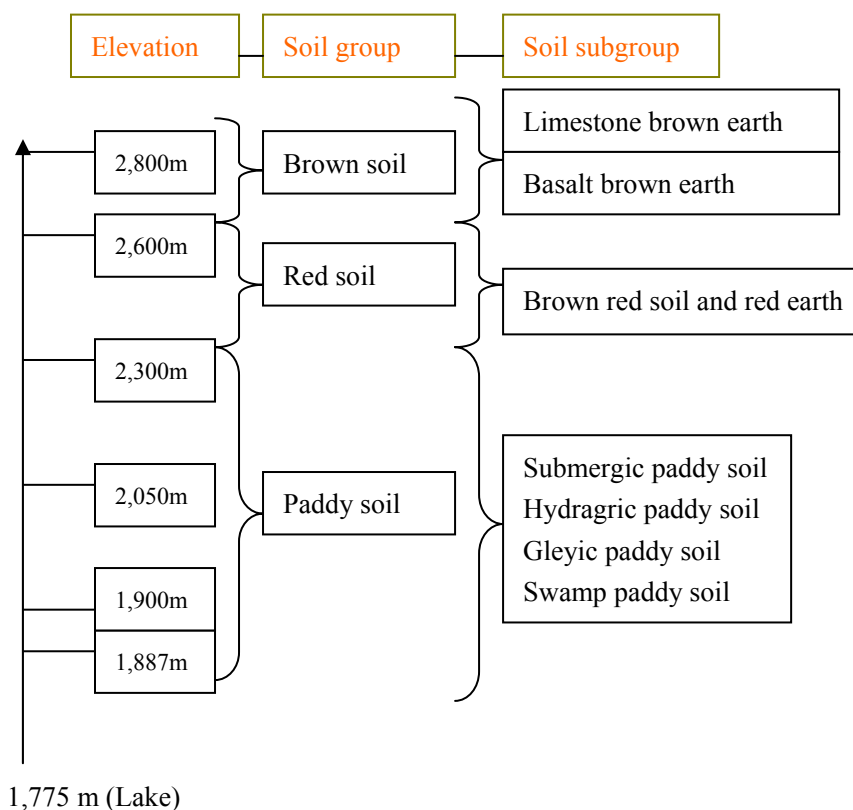 Elevation
Soil group
Soil subgroup
2,800m
Brown soil
Limestone brown earth
Basalt brown earth
2,600m
Red soil
Brown red soil and red earth
2,300m
2,050m
Paddy soil
Submergic paddy soil
Hydragric paddy soil
Gleyic paddy soil
Swamp paddy soil
1,900m
1,887m
1,775 m (Lake)